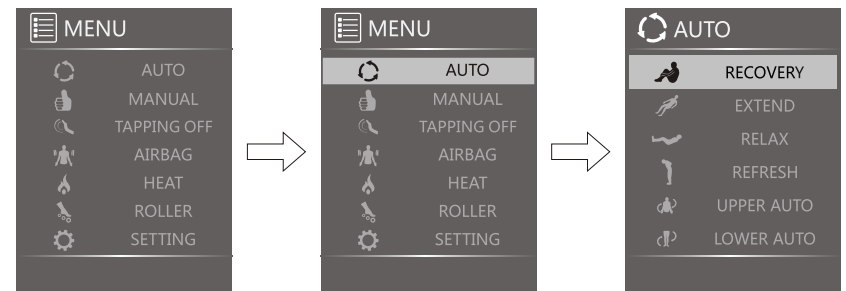 MENU
AUTO
MANUAL
TAPPING OFF
AIRBAG
HEAT
ROLLER
SETTING
MENU
AUTO
MANUAL
TAPPING OFF
AIRBAG
HEAT
ROLLER
SETTING
AUTO
RECOVERY
EXTEND
RELAX
REFRESH
UPPER AUTO
LOWER AUTO